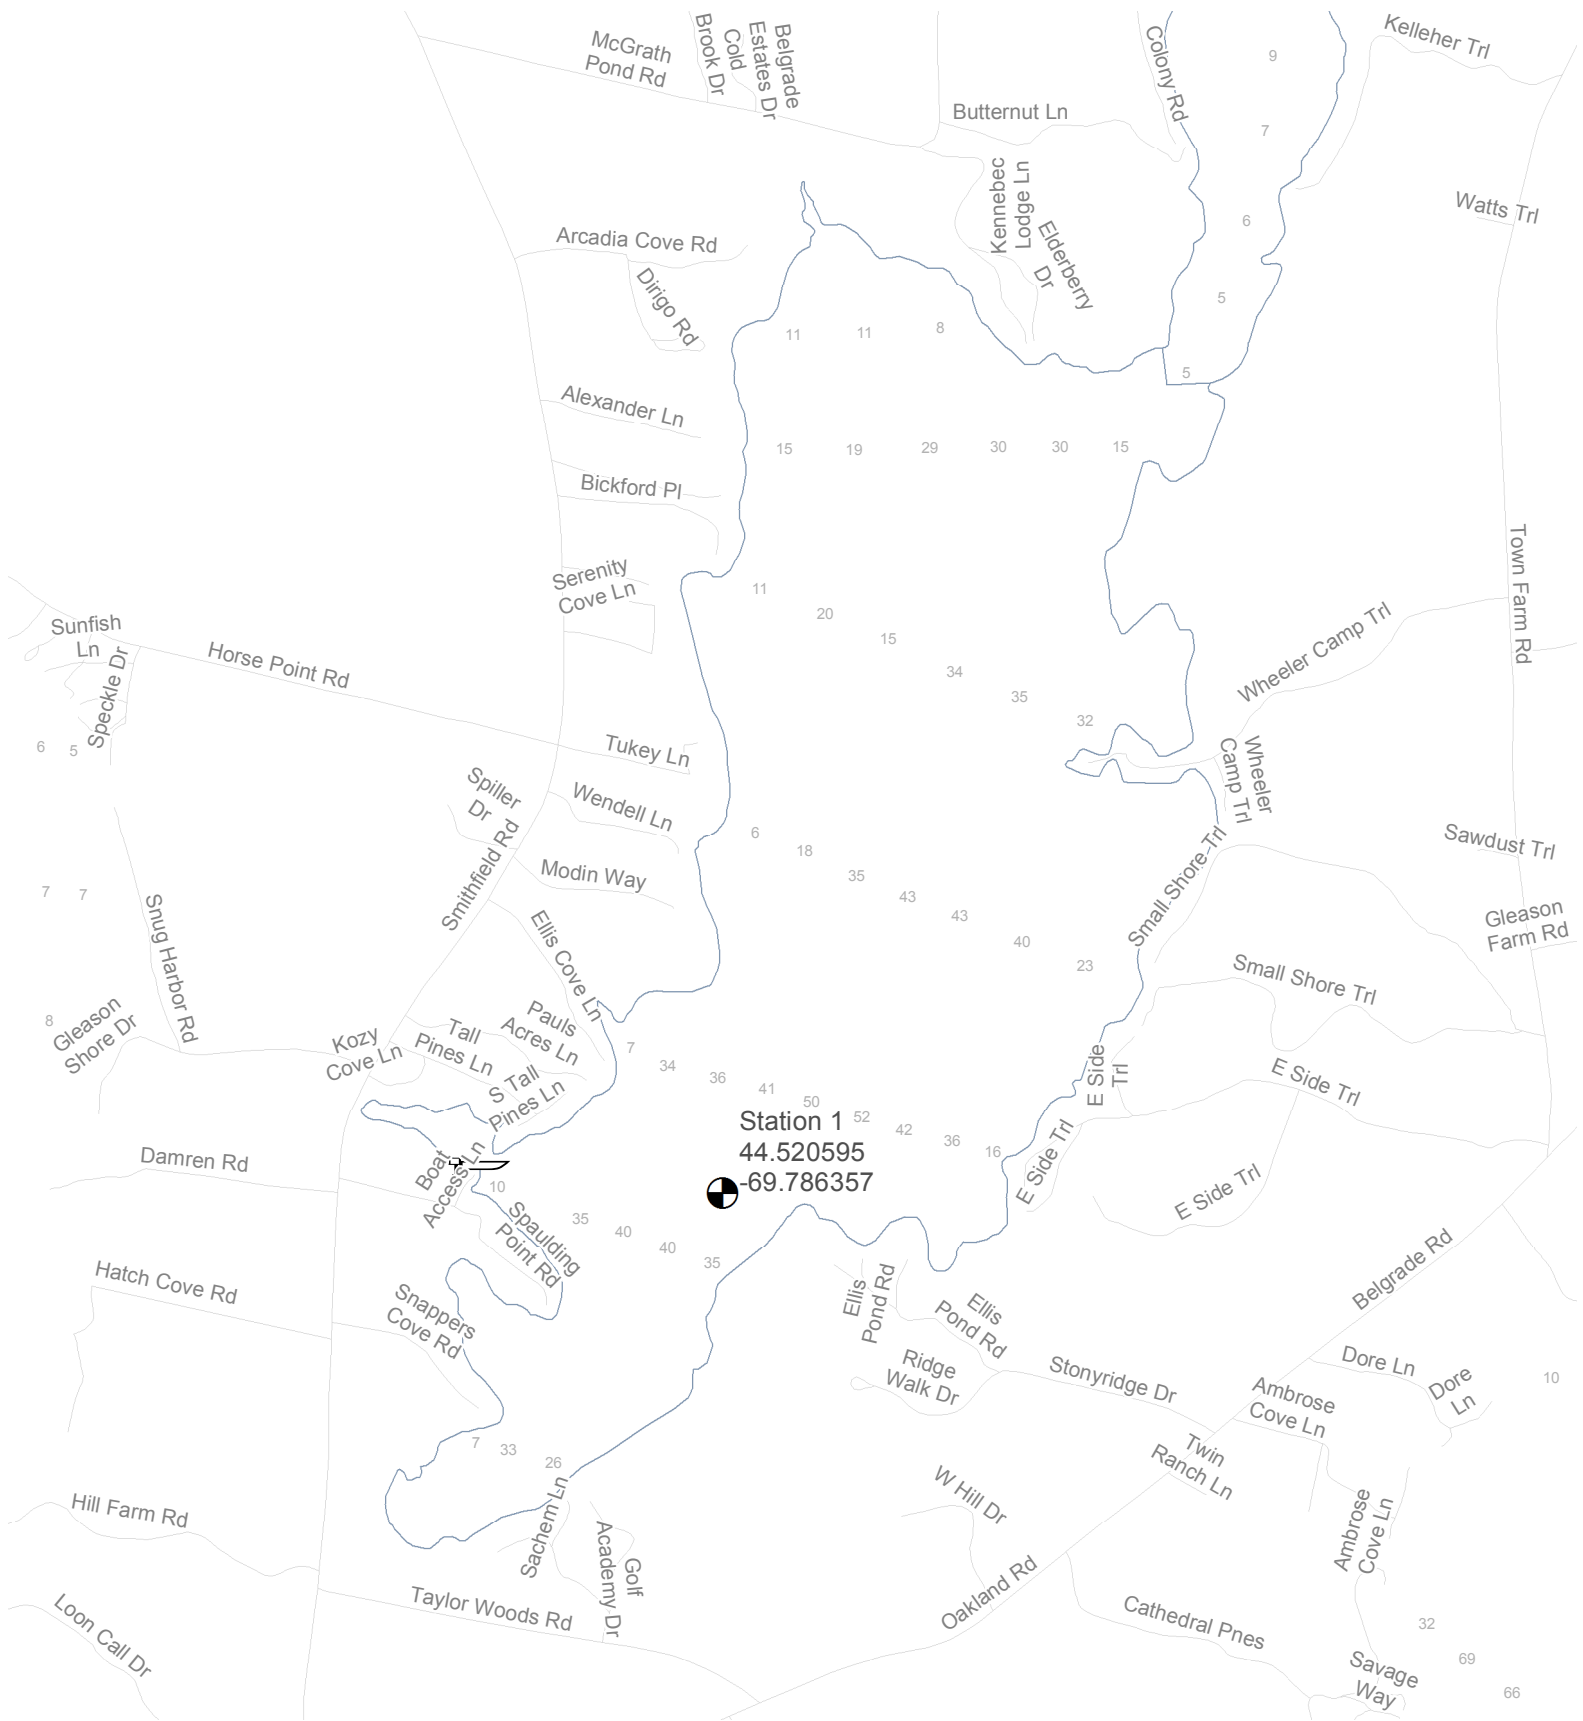 McGrath
Pond Rd
Brook Dr
Cold
Estates Dr
Belgrade
Colony Rd
9
Kelleher Trl
Butternut Ln
7
Kennebec
Lodge Ln
Elderberry
Dr
6
Watts Trl
Arcadia Cove Rd
Dirigo Rd
5
11
11
8
5
Alexander Ln
15
19
29
30
30
15
Bickford Pl
Serenity
Cove Ln
11
20
15
34
35
32
Town Farm Rd
Wheeler Camp Trl
Sunfish
Ln
Speckle Dr
Horse Point Rd
6
5
Tukey Ln
Wheeler
Camp Trl
Spiller
Dr
Wendell Ln
Smithfield Rd
6
18
35
43
43
40
23
Modin Way
Small Shore Trl
Sawdust Trl
7
7
Snug Harbor Rd
Ellis Cove Ln
Gleason
Farm Rd
Small Shore Trl
8
Gleason
Shore Dr
Kozy
Cove Ln
Tall
Pines Ln
Pauls
Acres Ln
S Tall
Pines Ln
7
34
36
41
50
52
42
36
16
E Side
Trl
E Side Trl
Station 1
44.520595
-69.786357
E Side Trl
E Side Trl
Damren Rd
Boat
Access Ln
10
35
40
40
35
Spaulding
Point Rd
Hatch Cove Rd
Snappers
Cove Rd
Ellis
Pond Rd
Ellis
Pond Rd
Belgrade Rd
Ridge
Walk Dr
Stonyridge Dr
Dore Ln
Dore
Ln
10
Ambrose
Cove Ln
7
33
26
Twin
Ranch Ln
W Hill Dr
Hill Farm Rd
Sachem Ln
Golf
Academy Dr
Ambrose
Cove Ln
Oakland Rd
Taylor Woods Rd
Loon Call Dr
Cathedral Pnes
32
69
66
Savage
Way